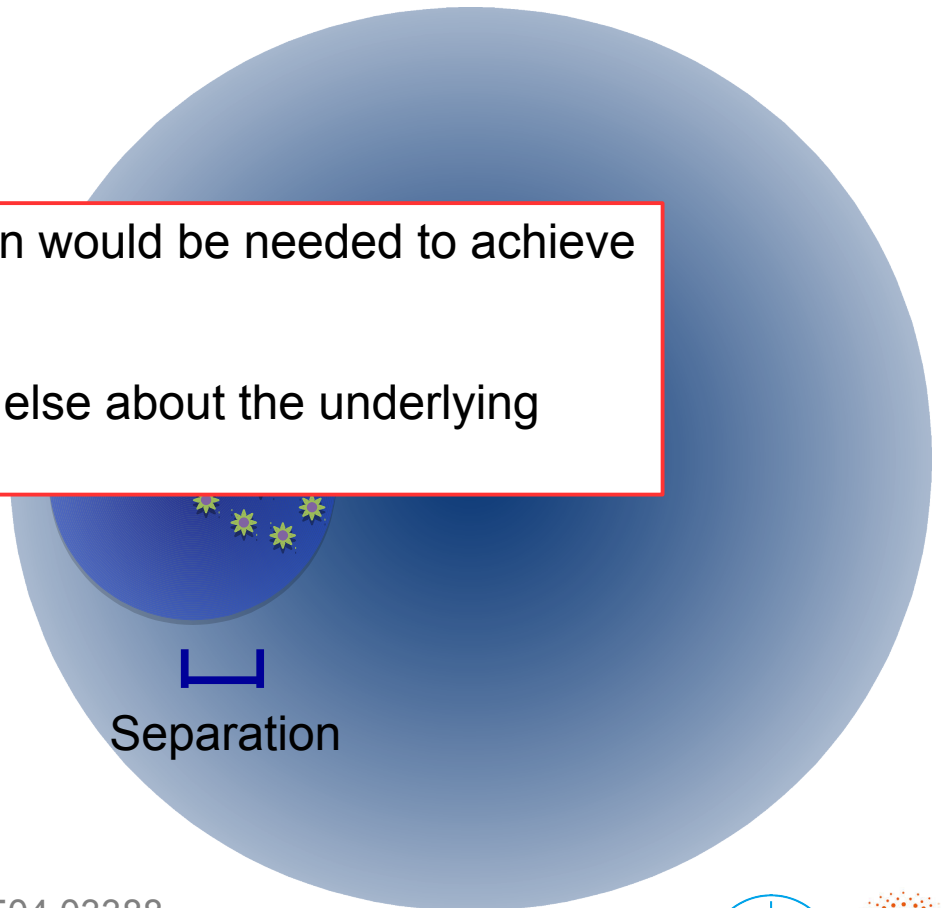 would be needed to achieve
else about the underlying
Separation